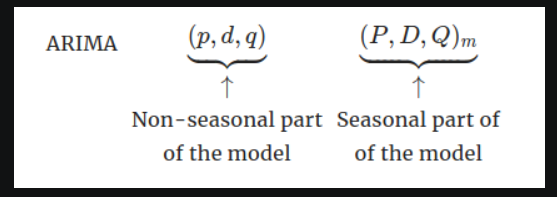 ARIMA (p, d, q) (P, D, Q)m
↑ ↑
Non-seasonal part Seasonal part of
of the model of the model